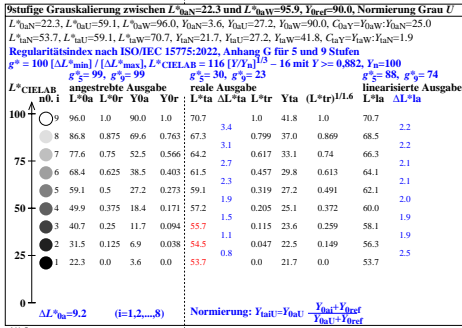 9stufige Graustufenskalierung zwischen L*0aN=22.3 und L*0aW=95.9, Y0ref=90.0, Normierung Grau U
L*0aN=22.3, L*0aU=59.1, L*0aW=96.0, Y0aN=3.6, Y0aU=27.2, Y0aW=90.0, C0aY=Y0aW:Y0aN=25.0
L*taN=53.7, L*taU=59.1, L*taW=70.7, Y0aN=21.7, YtaU=27.2, YtaW=41.8, CtaY=YtaW:YtaN=1.9
Regularitätsindex nach ISO/IEC 15775:2022, Anhang G für 5 und 9 Stufen
g* = 100 [ΔL*min] / [ΔL*max], L*CIELAB = 116 [Y/Yn]1/3 - 16 mit Y >= 0,882, Yn=100
g*5= 99, g*9= 99 g*5= 30, g*9= 23 g*5= 88, g*9= 74
L*CIELAB angestrebte Ausgabe reale Ausgabe linearisierte Ausgabe
n0. i L*0a L*0r Y0a Y0r L*ta ΔL*ta L*tr Yta (L*tr)1/1.6 L*la ΔL*la
100
9 96.0 1.0 90.0 1.0 70.7 1.0 41.8 1.0 70.7
3.4 2.2
8 86.8 0.875 69.6 0.763 67.3 0.799 37.0 0.869 68.5
3.1 2.2
75
7 77.6 0.75 52.5 0.566 64.2 0.617 33.1 0.74 66.3
2.7 2.1
6 68.4 0.625 38.5 0.403 61.5 0.457 29.8 0.613 64.1
2.3 2.1
5 59.1 0.5 27.2 0.273 59.1 0.319 27.2 0.491 62.1
1.9 2.0
50
4 49.9 0.375 18.4 0.171 57.2 0.205 25.1 0.372 60.0
1.5 1.9
3 40.7 0.25 11.7 0.094 55.7 0.115 23.6 0.259 58.1
1.1 1.9
2 31.5 0.125 6.9 0.038 54.5 0.047 22.5 0.149 56.3
0.8 2.5
25
1 22.3 0.0 3.6 0.0 53.7 0.0 21.7 0.0 53.7
0
ΔL*0a=9.2 (i=1,2,...,8) Normierung: YtaiU=Y0aU Y0ai+Y0ref
Y0aU+Y0ref